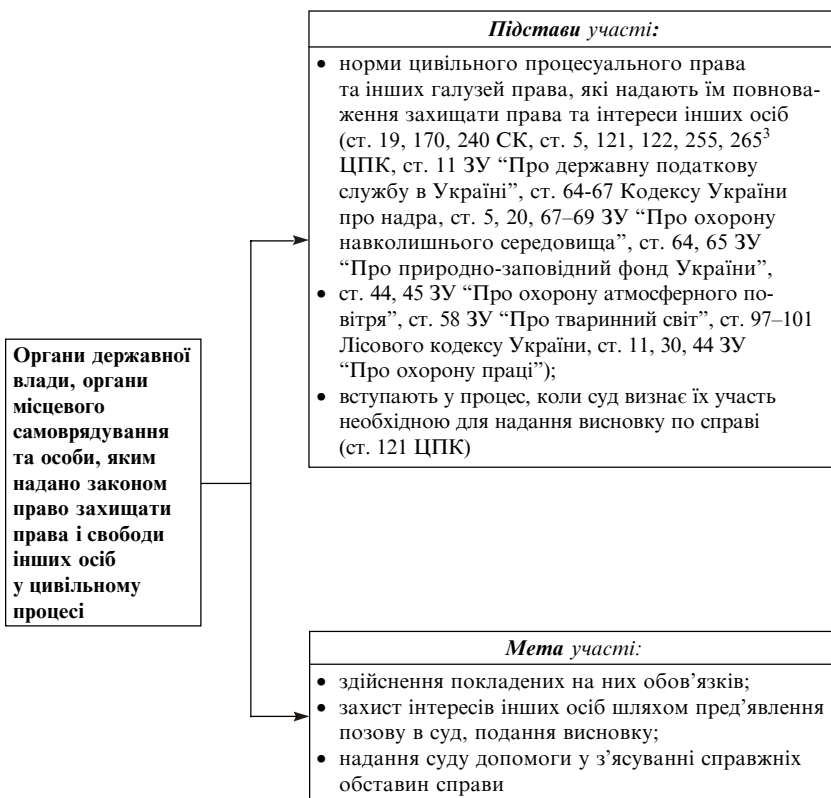 Підстави участі:
• норми цивільного процесуального права
та інших галузей права, які надають їм повнова-
ження захищати права та інтереси інших осіб
(ст. 19, 170, 240 СК, ст. 5, 121, 122, 255, 265³
ЦПК, ст. 11 ЗУ “Про державну податкову
службу в Україні”, ст. 64-67 Кодексу України
про надра, ст. 5, 20, 67–69 ЗУ “Про охорону
навколишнього середовища”, ст. 64, 65 ЗУ
“Про природно-заповідний фонд України”,
• ст. 44, 45 ЗУ “Про охорону атмосферного по-
вітря”, ст. 58 ЗУ “Про тваринний світ”, ст. 97–101
Лісового кодексу України, ст. 11, 30, 44 ЗУ
“Про охорону праці”);
• вступають у процес, коли суд визнає їх участь
необхідною для надання висновку по справі
(ст. 121 ЦПК)
Органи державної
влади, органи
місцевого
самоврядування
та особи, яким
надано законом
право захищати
права і свободи
інших осіб
у цивільному
процесі
Мета участі:
• здійснення покладених на них обов’язків;
• захист інтересів інших осіб шляхом пред’явлення
позову в суд, подання висновку;
• надання суду допомоги у з’ясуванні справжніх
обставин справи